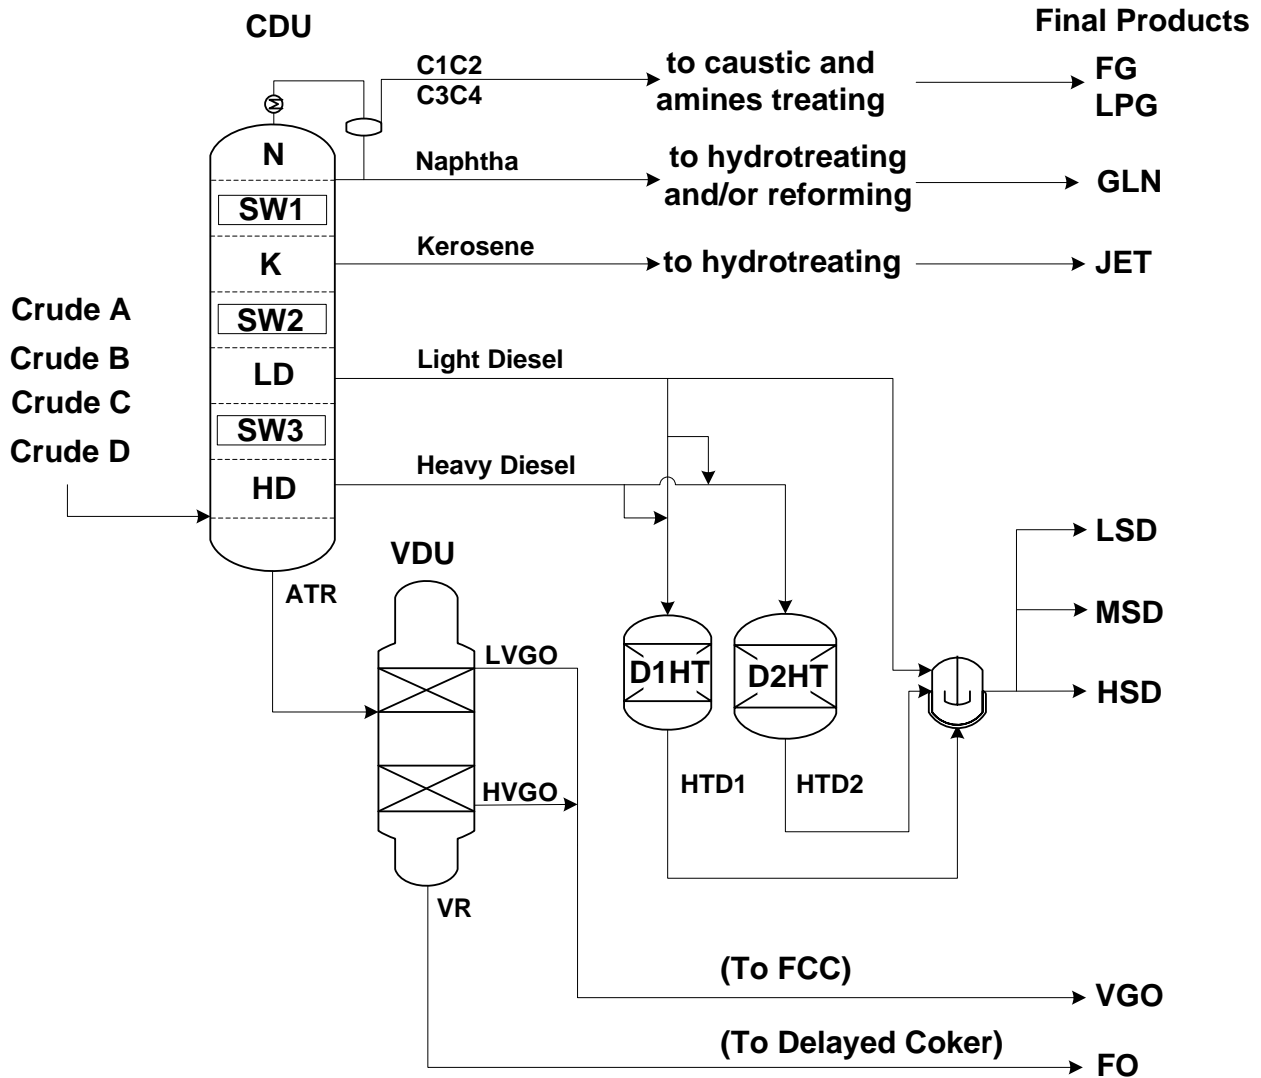 CDU
Final Products
C1C2
C3C4
to caustic and
amines treating
FG
LPG
M
N
Naphtha
to hydrotreating
and/or reforming
GLN
SW1
K
Kerosene
to hydrotreating
JET
Crude A
Crude B
Crude C
Crude D
SW2
LD
Light Diesel
SW3
HD
Heavy Diesel
ATR
VDU
LVGO
HVGO
VR
D1HT
D2HT
HTD1
HTD2
LSD
MSD
HSD
(To FCC)
VGO
(To Delayed Coker)
FO